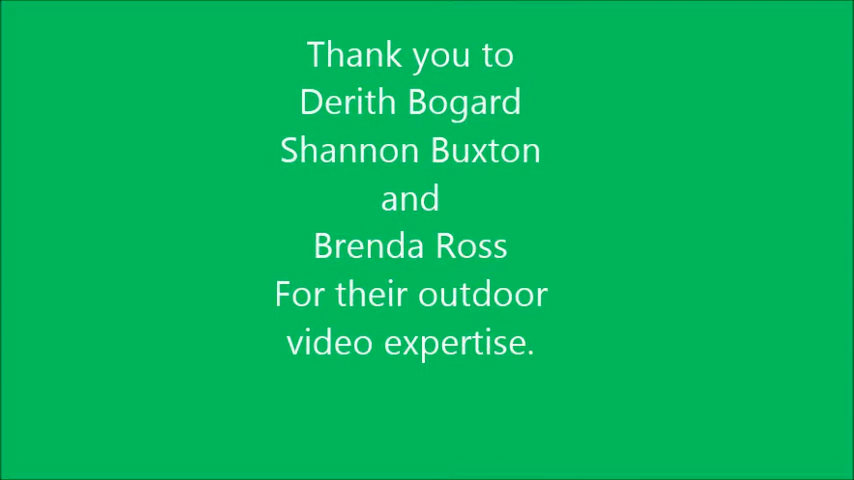 Thank you to
Derith Bogard
Shannon Buxton
and
Brenda Ross
For their outdoor
video expertise.